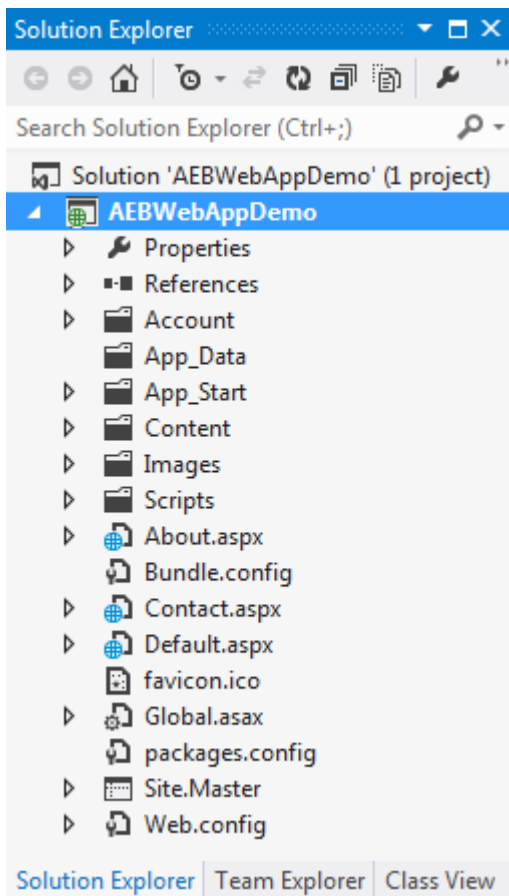 Solution Explorer
Search Solution Explorer (Ctrl+;)
Solution 'AEBWebAppDemo' (1 project)
AEBWebAppDemo
Properties
References
Account
App_Data
App_Start
Content
Images
Scripts
About.aspx
Bundle.config
Contact.aspx
Default.aspx
favicon.ico
Global.asax
packages.config
Site.Master
Web.config
Solution Explorer Team Explorer Class View